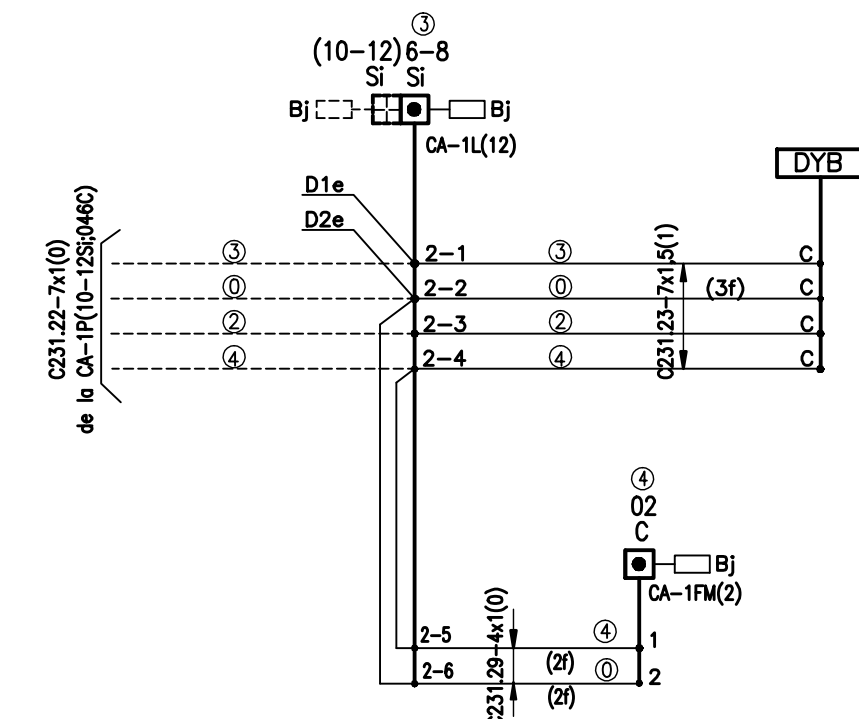 ③
(10-12) 6-8
Si Si
Bj Bj
CA-1L(12)
DYB
D1e
D2e
C231.22-7x1(0)
de la CA-1P(10-12Si;046C)
③ 2-1 ③ C
⓪ 2-2 ⓪ (3f) C
② 2-3 ② C
④ 2-4 ④ C
C231.23-7x1,5(1)
④
02
C
Bj
CA-1FM(2)
C231.29-4x1(0)
2-5 ④ 1
(2f)
2-6 ⓪ 2
(2f)